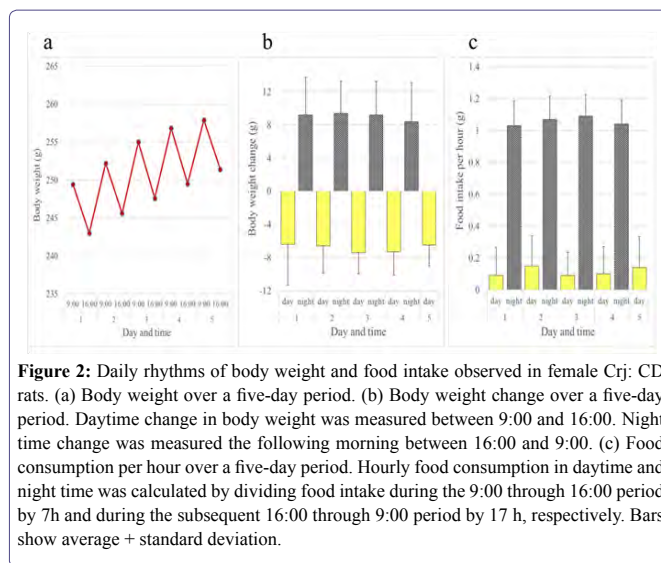 a
b
c
265
260
255
250
245
240
235
Body weight (g)
9:00 16:00 9:00 16:00 9:00 16:00 9:00 16:00 9:00 16:00
1 2 3 4 5
Day and time
12
8
4
0
-4
-8
-12
Body weight change (g)
day night day night day night day night day
1 2 3 4 5
Day and time
1.4
1.2
1
0.8
0.6
0.4
0.2
0
Food intake per hour (g)
day night day night day night day night day
1 2 3 4 5
Day and time
Figure 2: Daily rhythms of body weight and food intake observed in female Crj: CD
rats. (a) Body weight over a five-day period. (b) Body weight change over a five-day
period. Daytime change in body weight was measured between 9:00 and 16:00. Night
time change was measured the following morning between 16:00 and 9:00. (c) Food
consumption per hour over a five-day period. Hourly food consumption in daytime and
night time was calculated by dividing food intake during the 9:00 through 16:00 period
by 7h and during the subsequent 16:00 through 9:00 period by 17 h, respectively. Bars
show average + standard deviation.